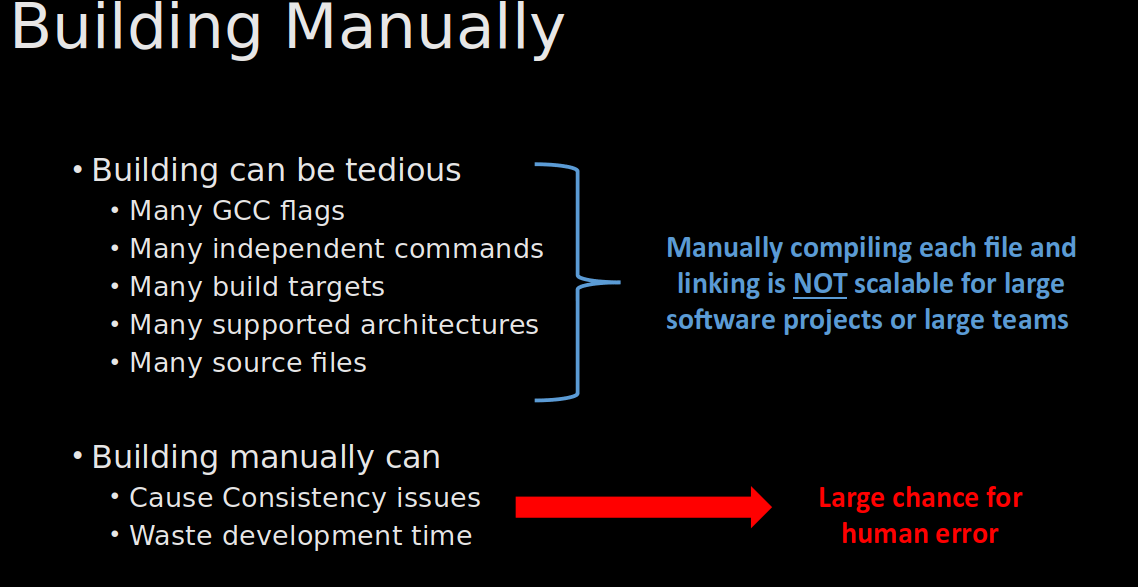 Building Manually
• Building can be tedious
• Many GCC flags
• Many independent commands
• Many build targets
• Many supported architectures
• Many source files
Manually compiling each file and
linking is NOT scalable for large
software projects or large teams
• Building manually can
• Cause Consistency issues
• Waste development time
Large chance for
human error